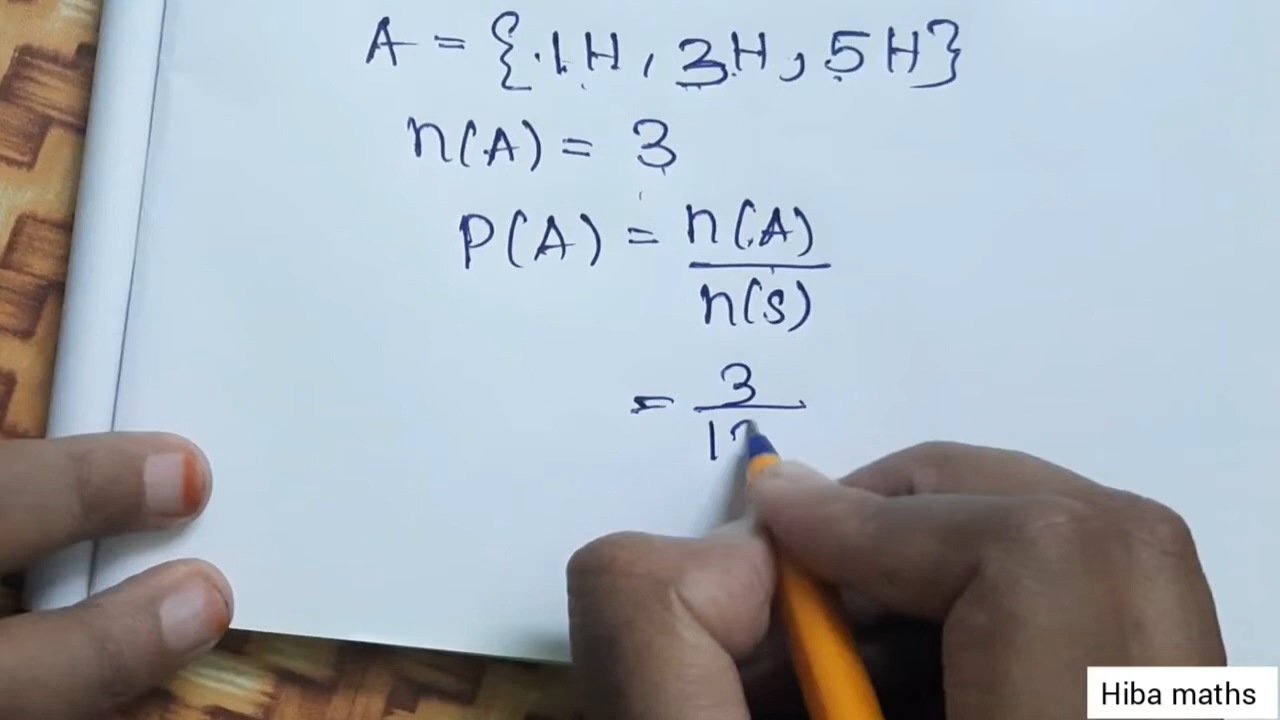 A = {1H, 3H, 5H}
n(A) = 3
P(A) = n(A)
n(S)
= 3
Hiba maths